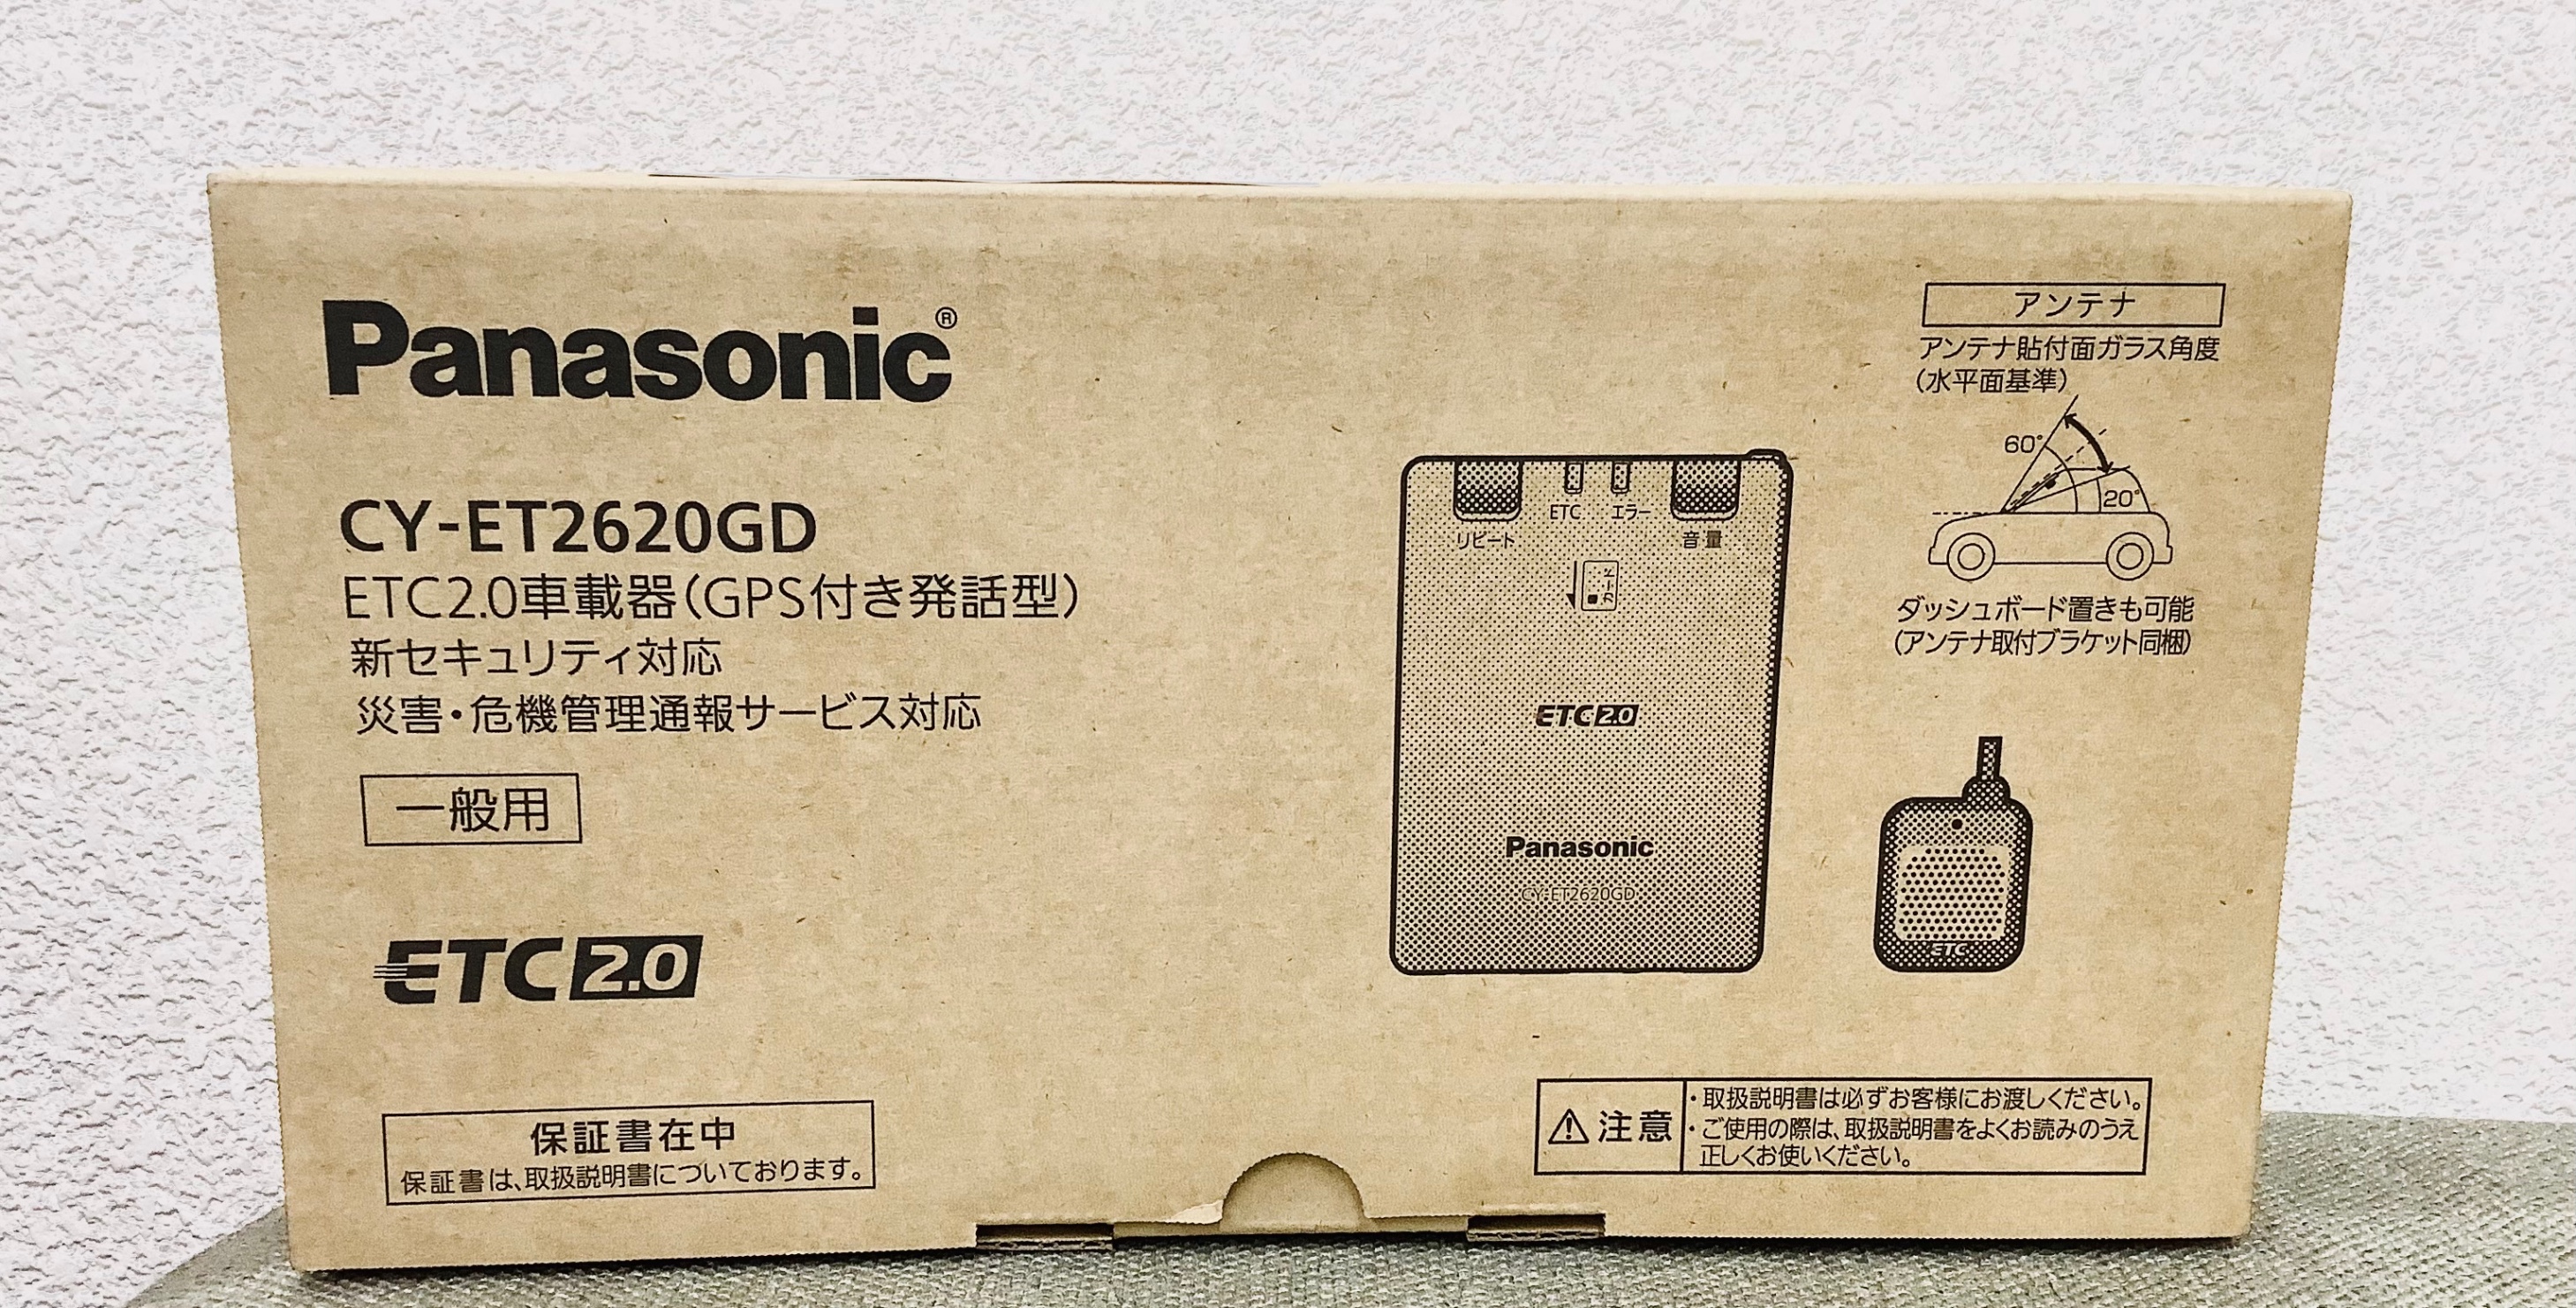 Panasonic®
CY-ET2620GD
ETC2.0車載器（GPS付き発話型）
新セキュリティ対応
災害・危機管理通報サービス対応
一般用
ETC2.0
保証書在中
保証書は、取扱説明書についております。
リピート
ETC
エラー
音量
カード
ETC2.0
Panasonic
CY-ET2620GD
アンテナ
アンテナ貼付面ガラス角度
（水平面基準）
60°
20°
ダッシュボード置きも可能
（アンテナ取付ブラケット同梱）
ETC
⚠注意
・取扱説明書は必ずお客様にお渡しください。
・ご使用の際は、取扱説明書をよくお読みのうえ
正しくお使いください。